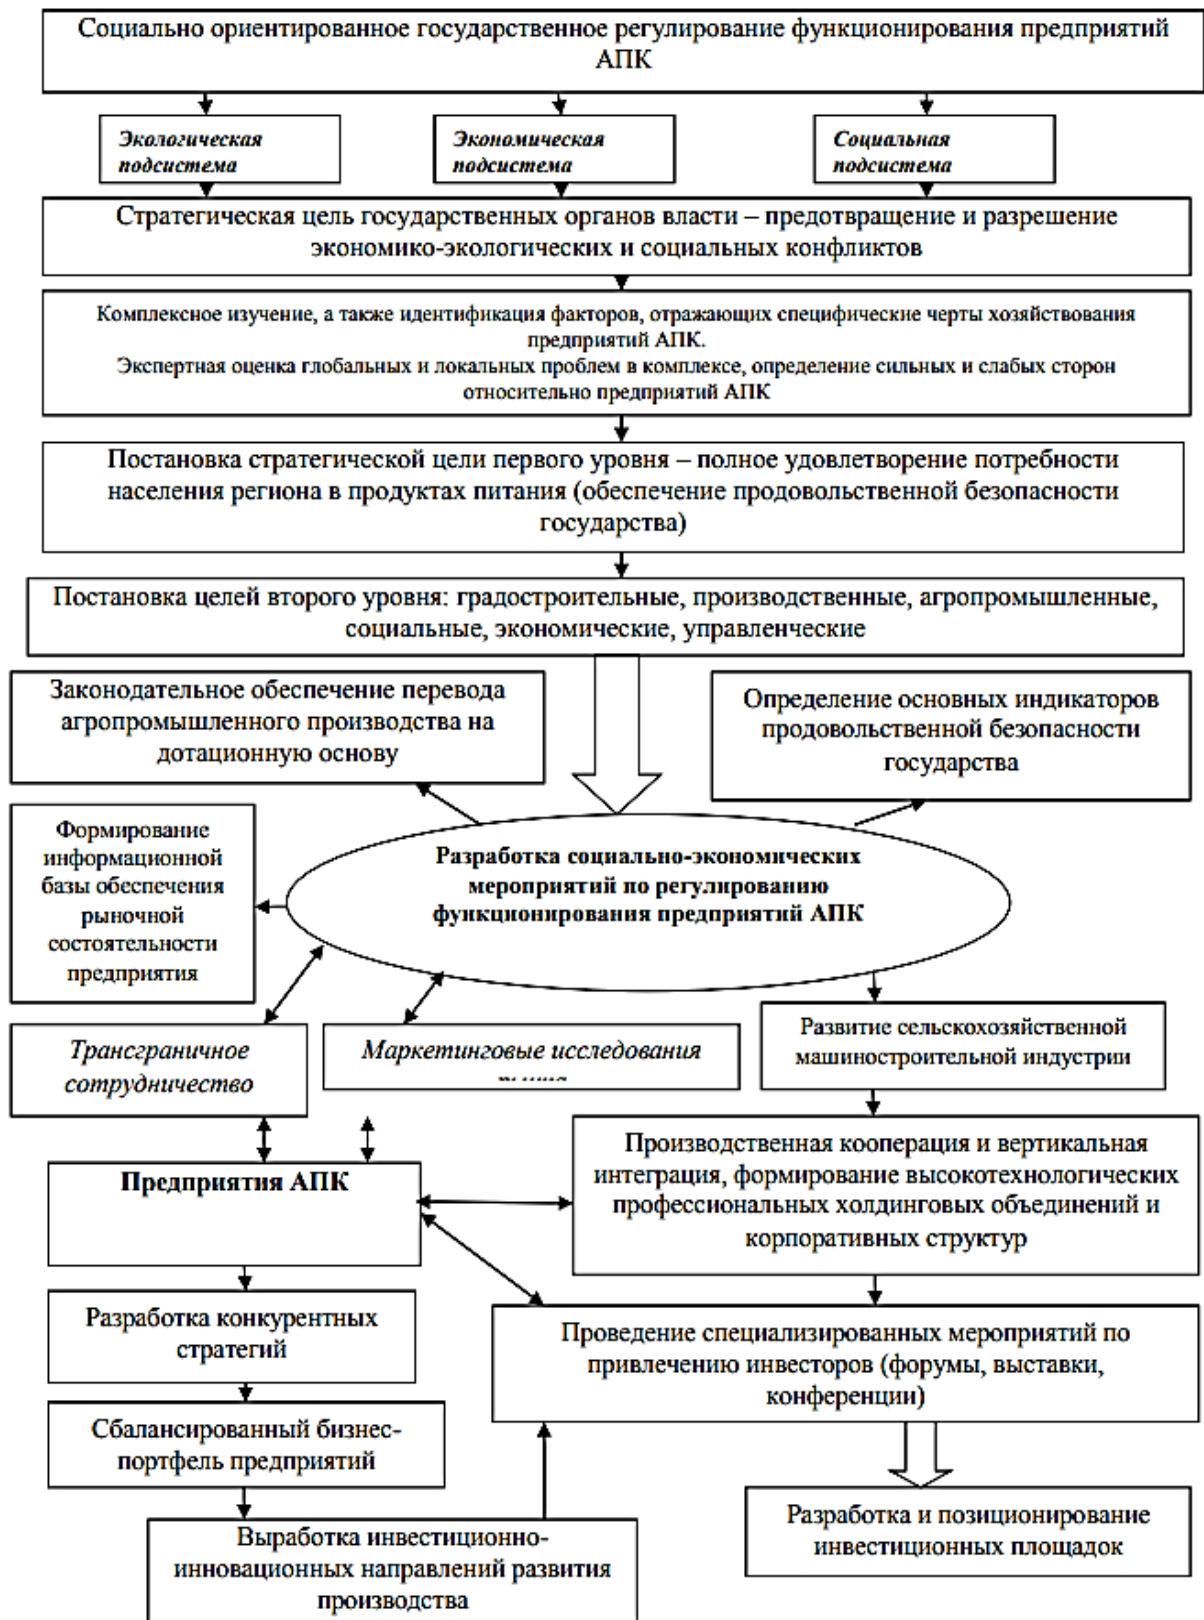 Социально ориентированное государственное регулирование функционирования предприятий
АПК
Экологическая
подсистема
Экономическая
подсистема
Социальная
подсистема
Стратегическая цель государственных органов власти – предотвращение и разрешение
экономико-экологических и социальных конфликтов
Комплексное изучение, а также идентификация факторов, отражающих специфические черты хозяйствования
предприятий АПК.
Экспертная оценка глобальных и локальных проблем в комплексе, определение сильных и слабых сторон
относительно предприятий АПК
Постановка стратегической цели первого уровня – полное удовлетворение потребности
населения региона в продуктах питания (обеспечение продовольственной безопасности
государства)
Постановка целей второго уровня: градостроительные, производственные, агропромышленные,
социальные, экономические, управленческие
Законодательное обеспечение перевода
агропромышленного производства на
дотационную основу
Определение основных индикаторов
продовольственной безопасности
государства
Формирование
информационной
базы обеспечения
рыночной
состоятельности
предприятия
Разработка социально-экономических
мероприятий по регулированию
функционирования предприятий АПК
Трансграничное
сотрудничество
Маркетинговые исследования
Развитие сельскохозяйственной
машиностроительной индустрии
Предприятия АПК
Производственная кооперация и вертикальная
интеграция, формирование высокотехнологических
профессиональных холдинговых объединений и
корпоративных структур
Разработка конкурентных
стратегий
Проведение специализированных мероприятий по
привлечению инвесторов (форумы, выставки,
конференции)
Сбалансированный бизнес-
портфель предприятий
Выработка инвестиционно-
инновационных направлений развития
производства
Разработка и позиционирование
инвестиционных площадок